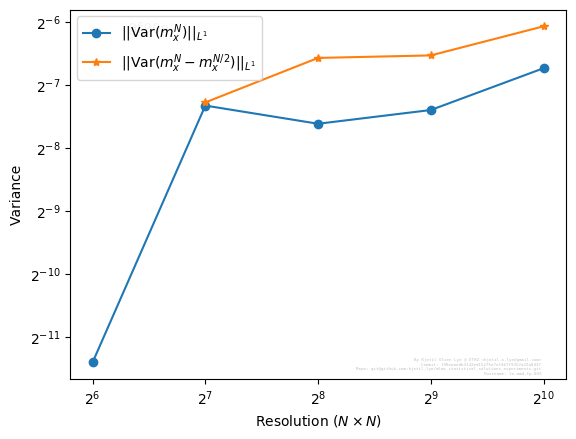 ||Var(m_x^N)||_{L^1}
||Var(m_x^N − m_x^{N/2})||_{L^1}
2^{−6}
2^{−7}
2^{−8}
2^{−9}
2^{−10}
2^{−11}
Variance
2^6 2^7 2^8 2^9 2^{10}
Resolution (N × N)